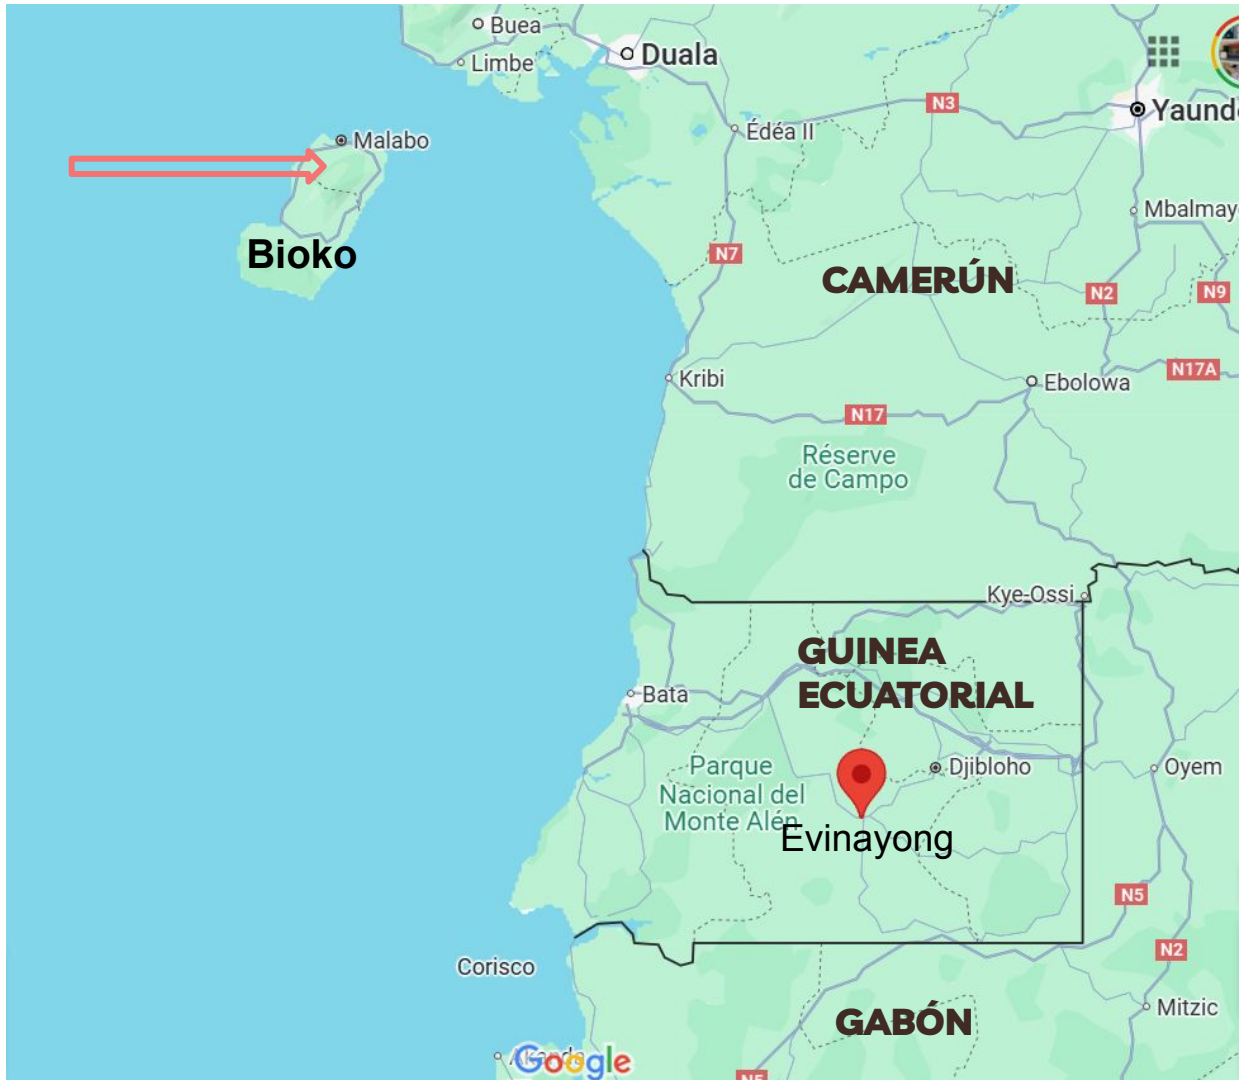 Buea
Limbe
Duala
N3
Yaund
Édéa II
Malabo
Mbalmay
Bioko
N7
CAMERÚN
N2
N9
Kribi
Ebolowa
N17A
N17
Réserve
de Campo
Kye-Ossi
GUINEA
ECUATORIAL
Bata
Parque
Nacional del
Monte Alén
Djibloho
Oyem
Evinayong
N5
N2
Corisco
Mitzic
GABÓN
Google
N5